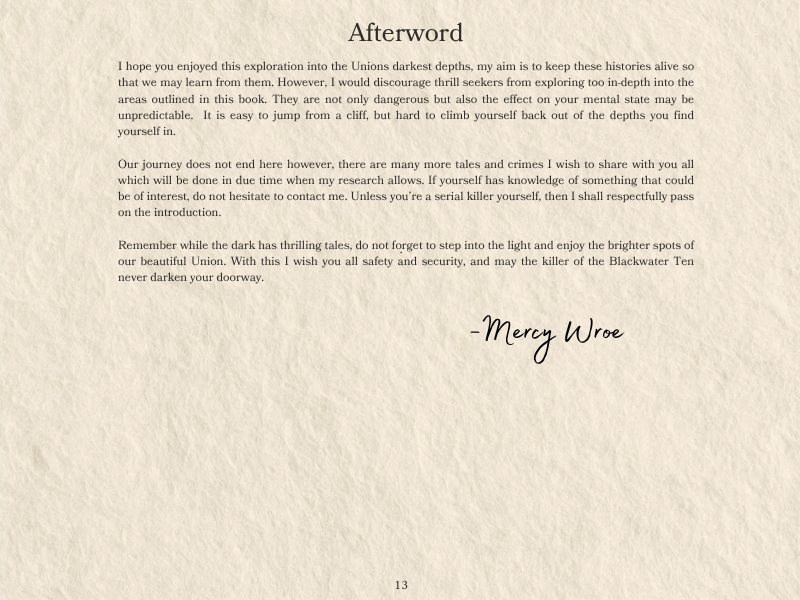 Afterword
I hope you enjoyed this exploration into the Unions darkest depths, my aim is to keep these histories alive so
that we may learn from them. However, I would discourage thrill seekers from exploring too in-depth into the
areas outlined in this book. They are not only dangerous but also the effect on your mental state may be
unpredictable.  It is easy to jump from a cliff, but hard to climb yourself back out of the depths you find
yourself in.
Our journey does not end here however, there are many more tales and crimes I wish to share with you all
which will be done in due time when my research allows. If yourself has knowledge of something that could
be of interest, do not hesitate to contact me. Unless you're a serial killer yourself, then I shall respectfully pass
on the introduction.
Remember while the dark has thrilling tales, do not forget to step into the light and enjoy the brighter spots of
our beautiful Union. With this I wish you all safety and security, and may the killer of the Blackwater Ten
never darken your doorway.
-Mercy Wroe
13